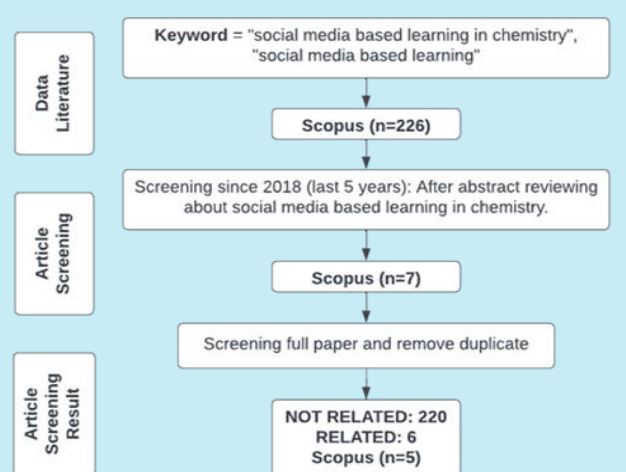 Data
Literature
Keyword = "social media based learning in chemistry",
"social media based learning"
Scopus (n=226)
Article
Screening
Screening since 2018 (last 5 years): After abstract reviewing
about social media based learning in chemistry.
Scopus (n=7)
Screening full paper and remove duplicate
Article
Screening
Result
NOT RELATED: 220
RELATED: 6
Scopus (n=5)